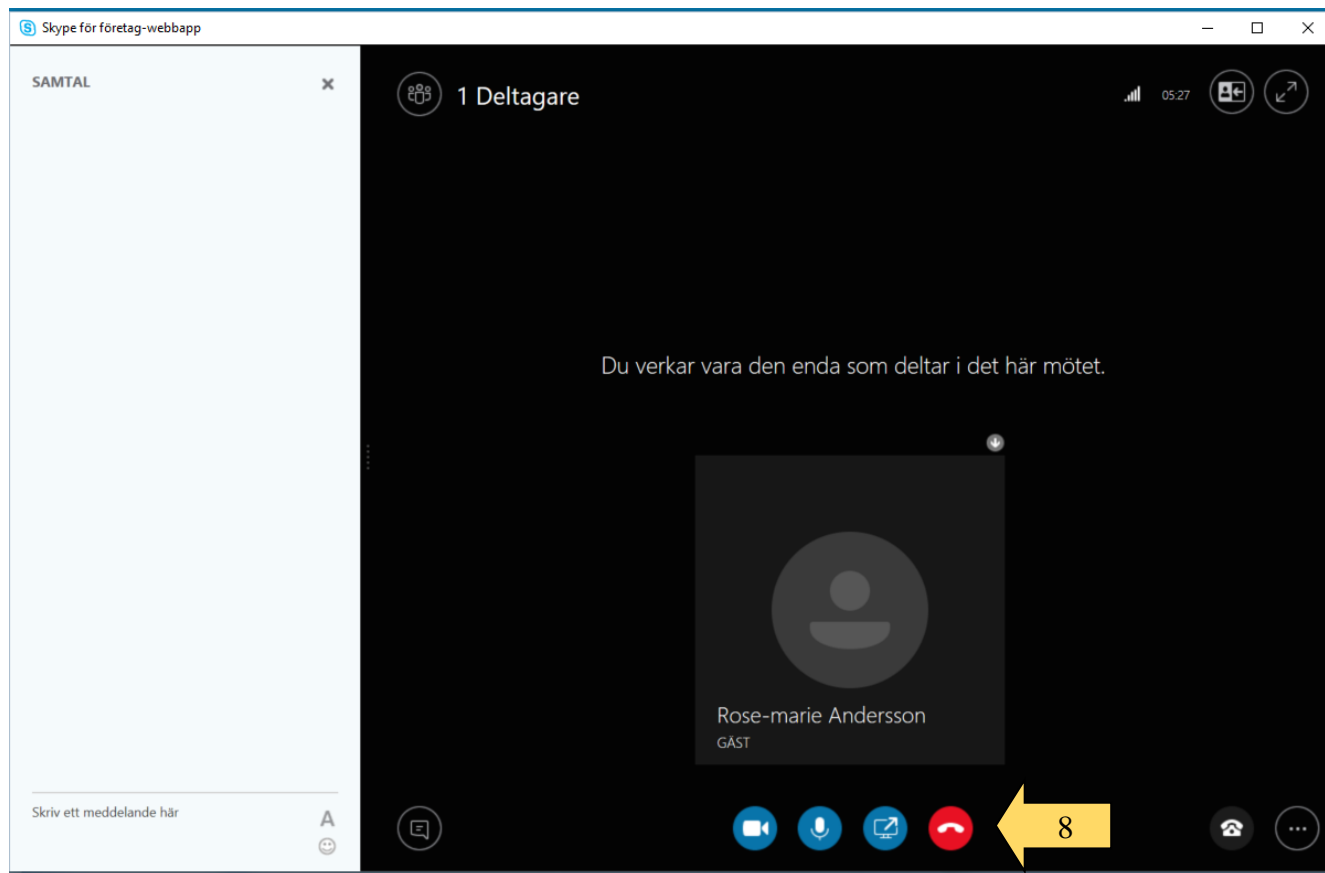 Skype för företag-webbapp
SAMTAL
1 Deltagare
05:27
Du verkar vara den enda som deltar i det här mötet.
Rose-marie Andersson
GÄST
Skriv ett meddelande här
A
8